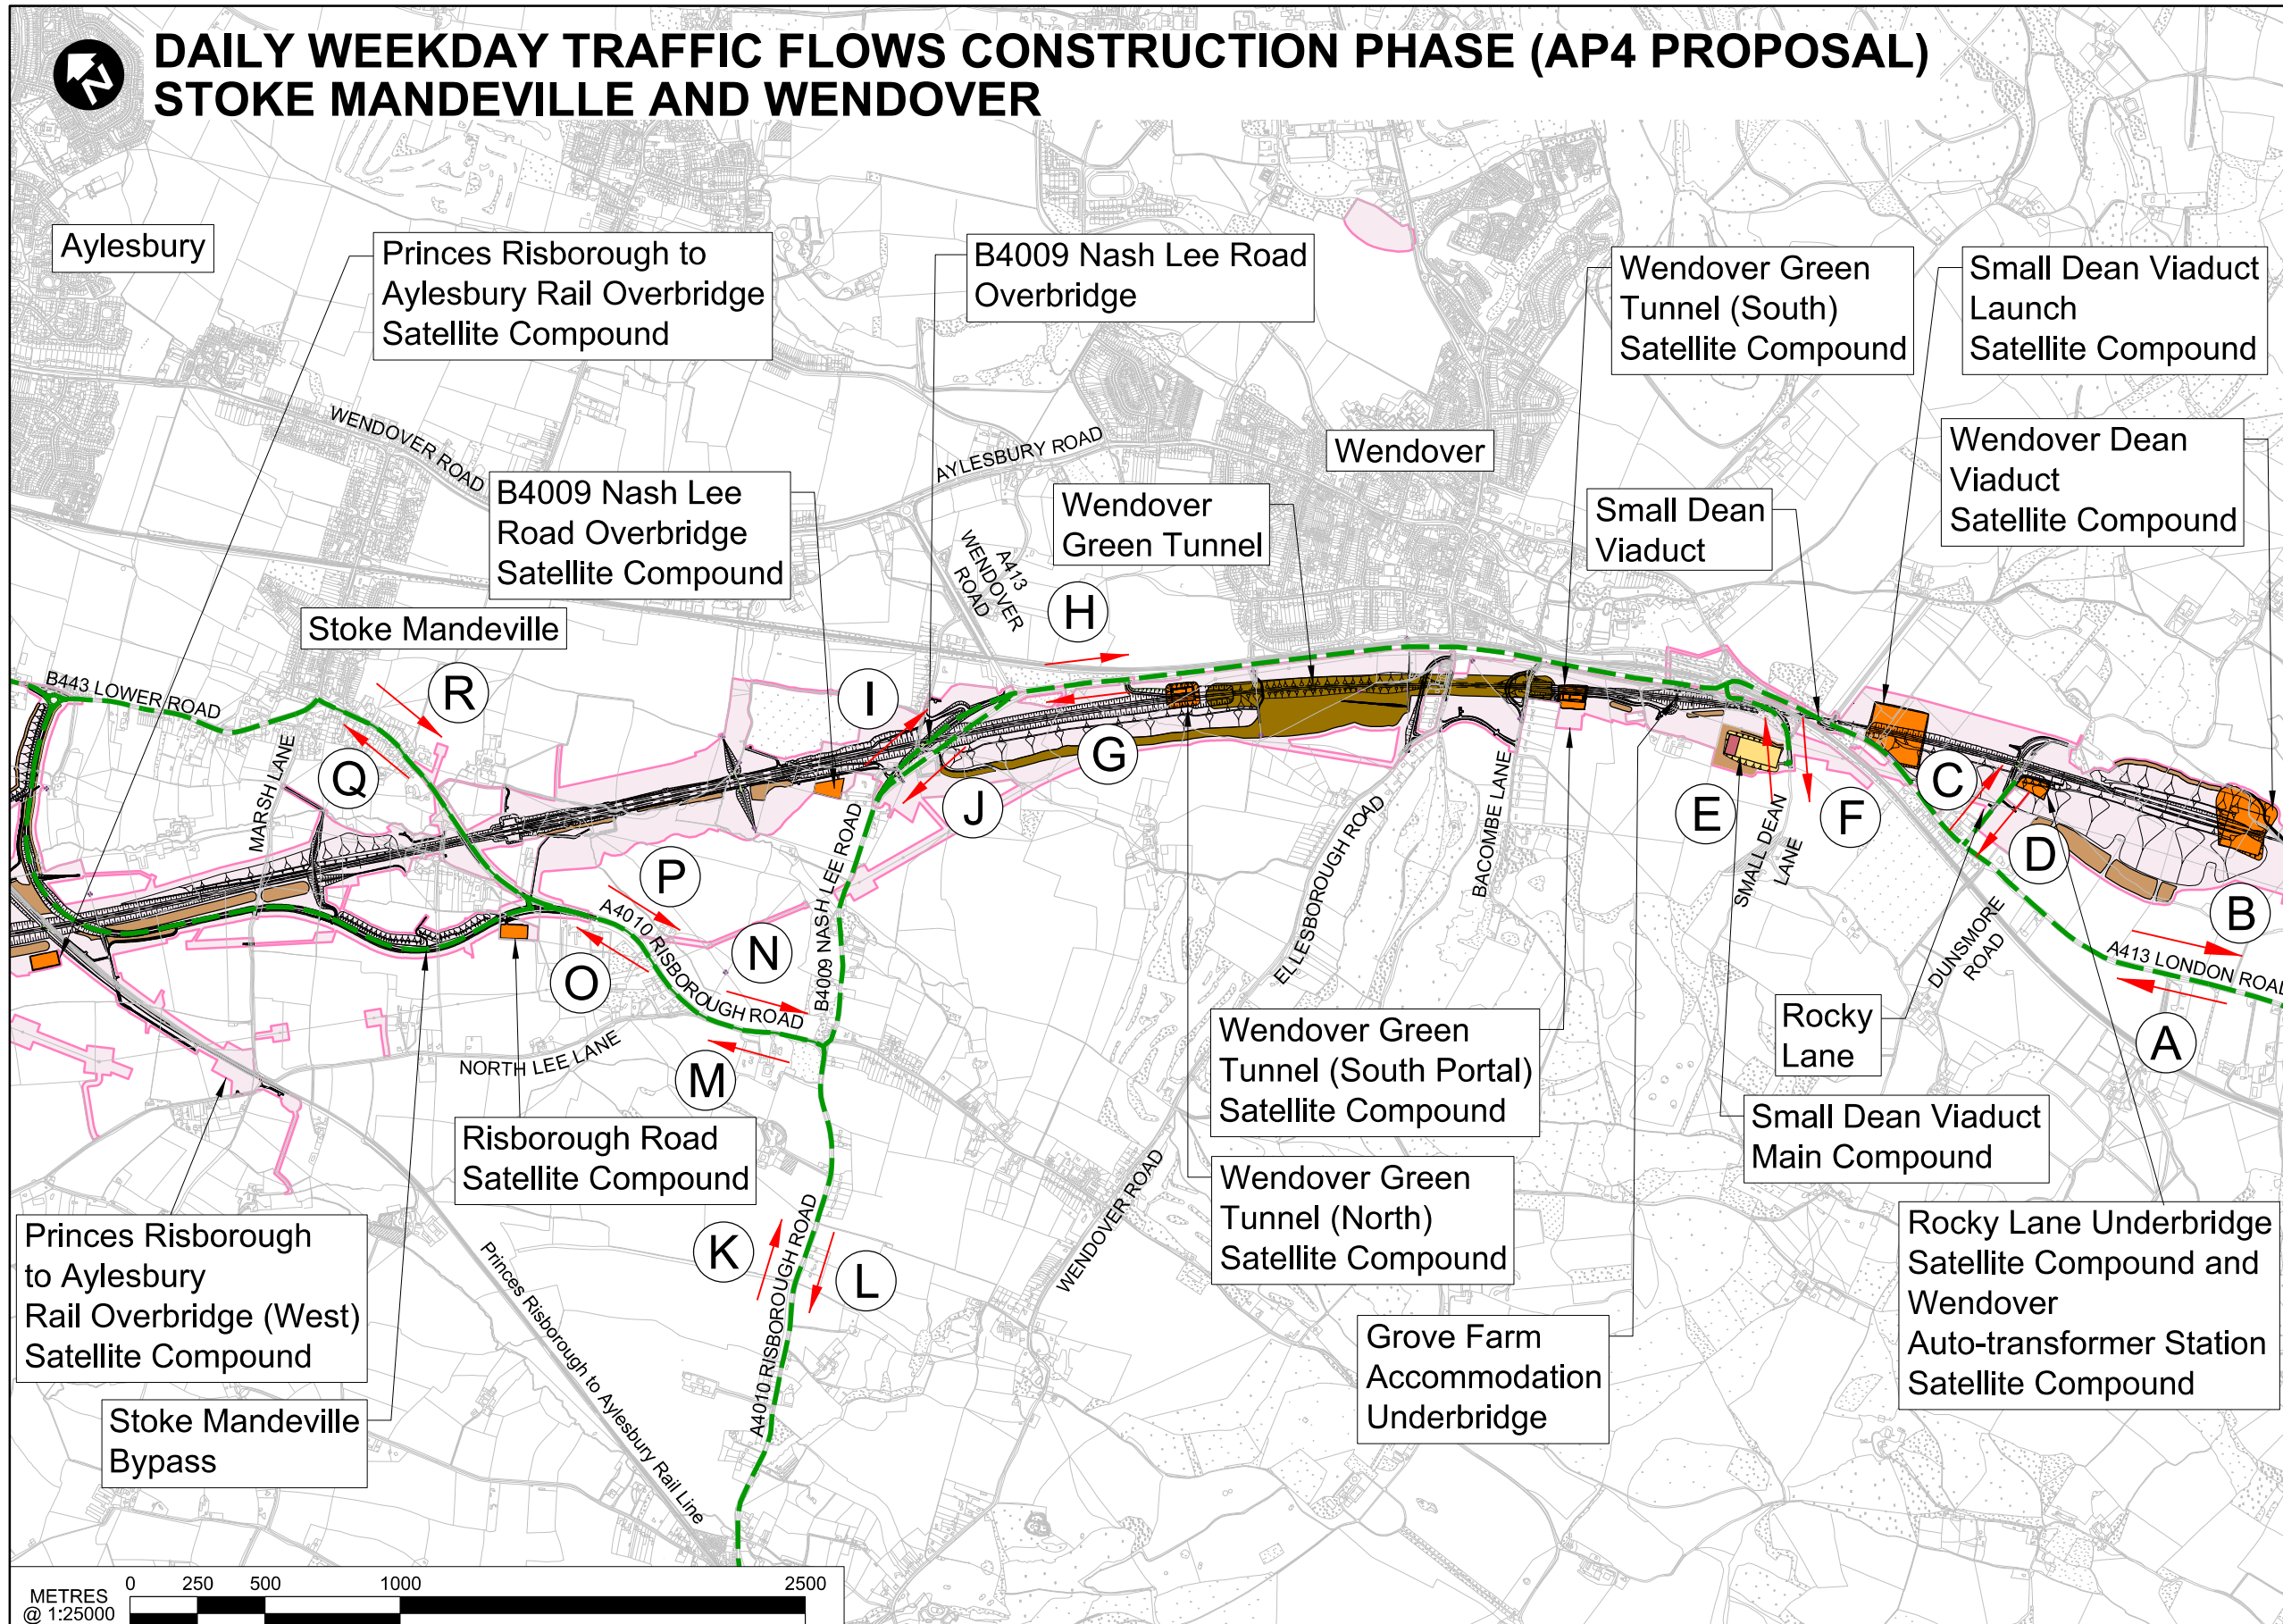 N
DAILY WEEKDAY TRAFFIC FLOWS CONSTRUCTION PHASE (AP4 PROPOSAL)
STOKE MANDEVILLE AND WENDOVER
Aylesbury
Princes Risborough to
Aylesbury Rail Overbridge
Satellite Compound
B4009 Nash Lee Road
Overbridge
Wendover Green
Tunnel (South)
Satellite Compound
Small Dean Viaduct
Launch
Satellite Compound
WENDOVER ROAD
AYLESBURY ROAD
Wendover
Wendover Dean
Viaduct
Satellite Compound
B4009 Nash Lee
Road Overbridge
Satellite Compound
Wendover
Green Tunnel
Small Dean
Viaduct
A413
WENDOVER
ROAD
H
Stoke Mandeville
R
I
B443 LOWER ROAD
Q
MARSH LANE
G
J
C
E
F
SMALL DEAN
LANE
D
P
B4009 NASH LEE ROAD
ELLESBOROUGH ROAD
BACOMBE LANE
B
A4010 RISBOROUGH ROAD
N
O
DUNSMORE
ROAD
A413 LONDON ROAD
A
NORTH LEE LANE
M
Wendover Green
Tunnel (South Portal)
Satellite Compound
Rocky
Lane
Risborough Road
Satellite Compound
Small Dean Viaduct
Main Compound
Wendover Green
Tunnel (North)
Satellite Compound
WENDOVER ROAD
Princes Risborough
to Aylesbury
Rail Overbridge (West)
Satellite Compound
Princes Risborough to Aylesbury Rail Line
K
L
A4010 RISBOROUGH ROAD
Rocky Lane Underbridge
Satellite Compound and
Wendover
Auto-transformer Station
Satellite Compound
Grove Farm
Accommodation
Underbridge
Stoke Mandeville
Bypass
METRES
@ 1:25000
0 250 500 1000 2500